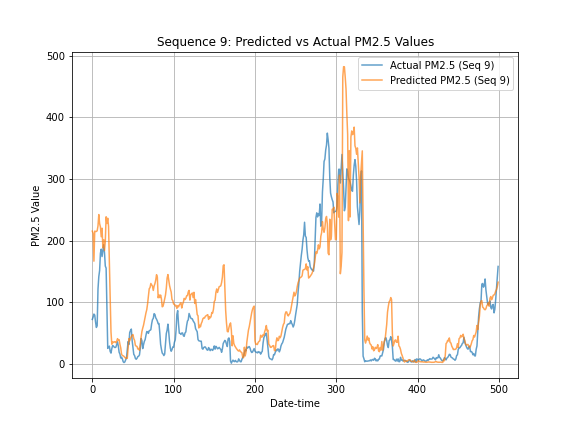 Sequence 9: Predicted vs Actual PM2.5 Values
Actual PM2.5 (Seq 9)
Predicted PM2.5 (Seq 9)
500
400
300
200
100
0
PM2.5 Value
0
100
200
300
400
500
Date-time